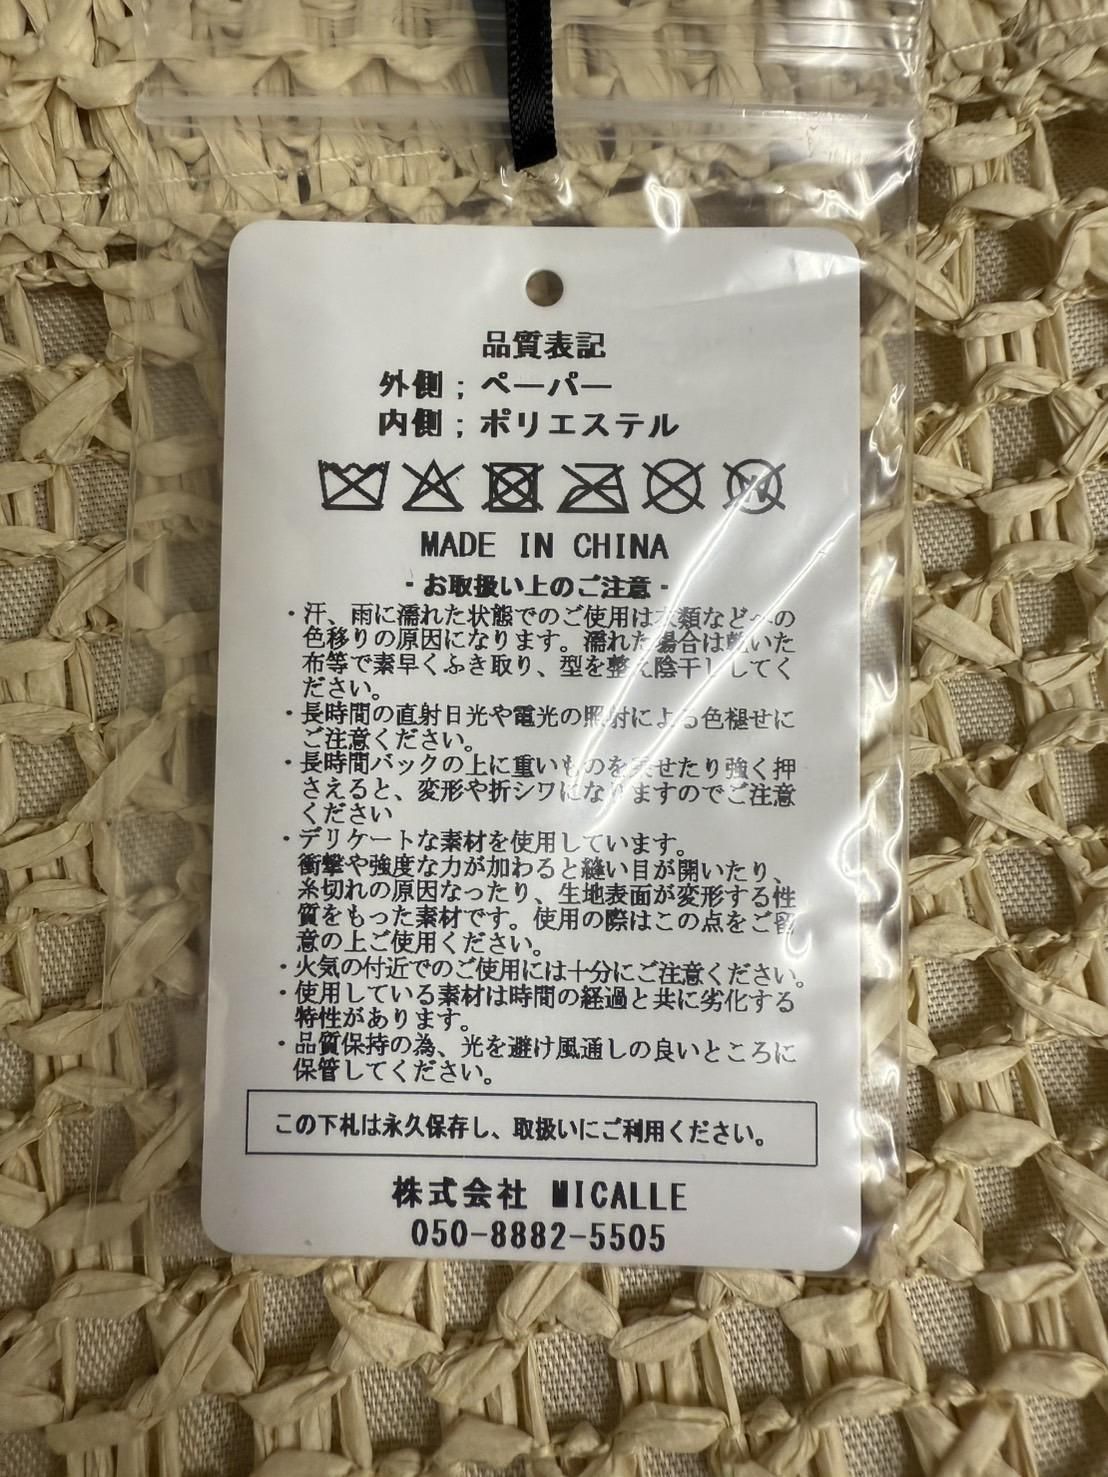 品質表記
外側；ペーパー
内側；ポリエステル
MADE IN CHINA
-お取扱い上のご注意-
・汗、雨に濡れた状態でのご使用は衣類などへの
色移りの原因になります。濡れた場合は乾いた
布等で素早くふき取り、型を整え陰干ししてく
ださい。
・長時間の直射日光や電光の照射による色褪せに
ご注意ください。
・長時間バックの上に重いものを乗せたり強く押
さえると、変形や折シワになりますのでご注意
ください
・デリケートな素材を使用しています。
衝撃や強度な力が加わると縫い目が開いたり、
糸切れの原因なったり、生地表面が変形する性
質をもった素材です。使用の際はこの点をご留
意の上ご使用ください。
・火気の付近でのご使用には十分にご注意ください。
・使用している素材は時間の経過と共に劣化する
特性があります。
・品質保持の為、光を避け風通しの良いところに
保管してください。
この下札は永久保存し、取扱いにご利用ください。
株式会社 MICALLE
050-8882-5505